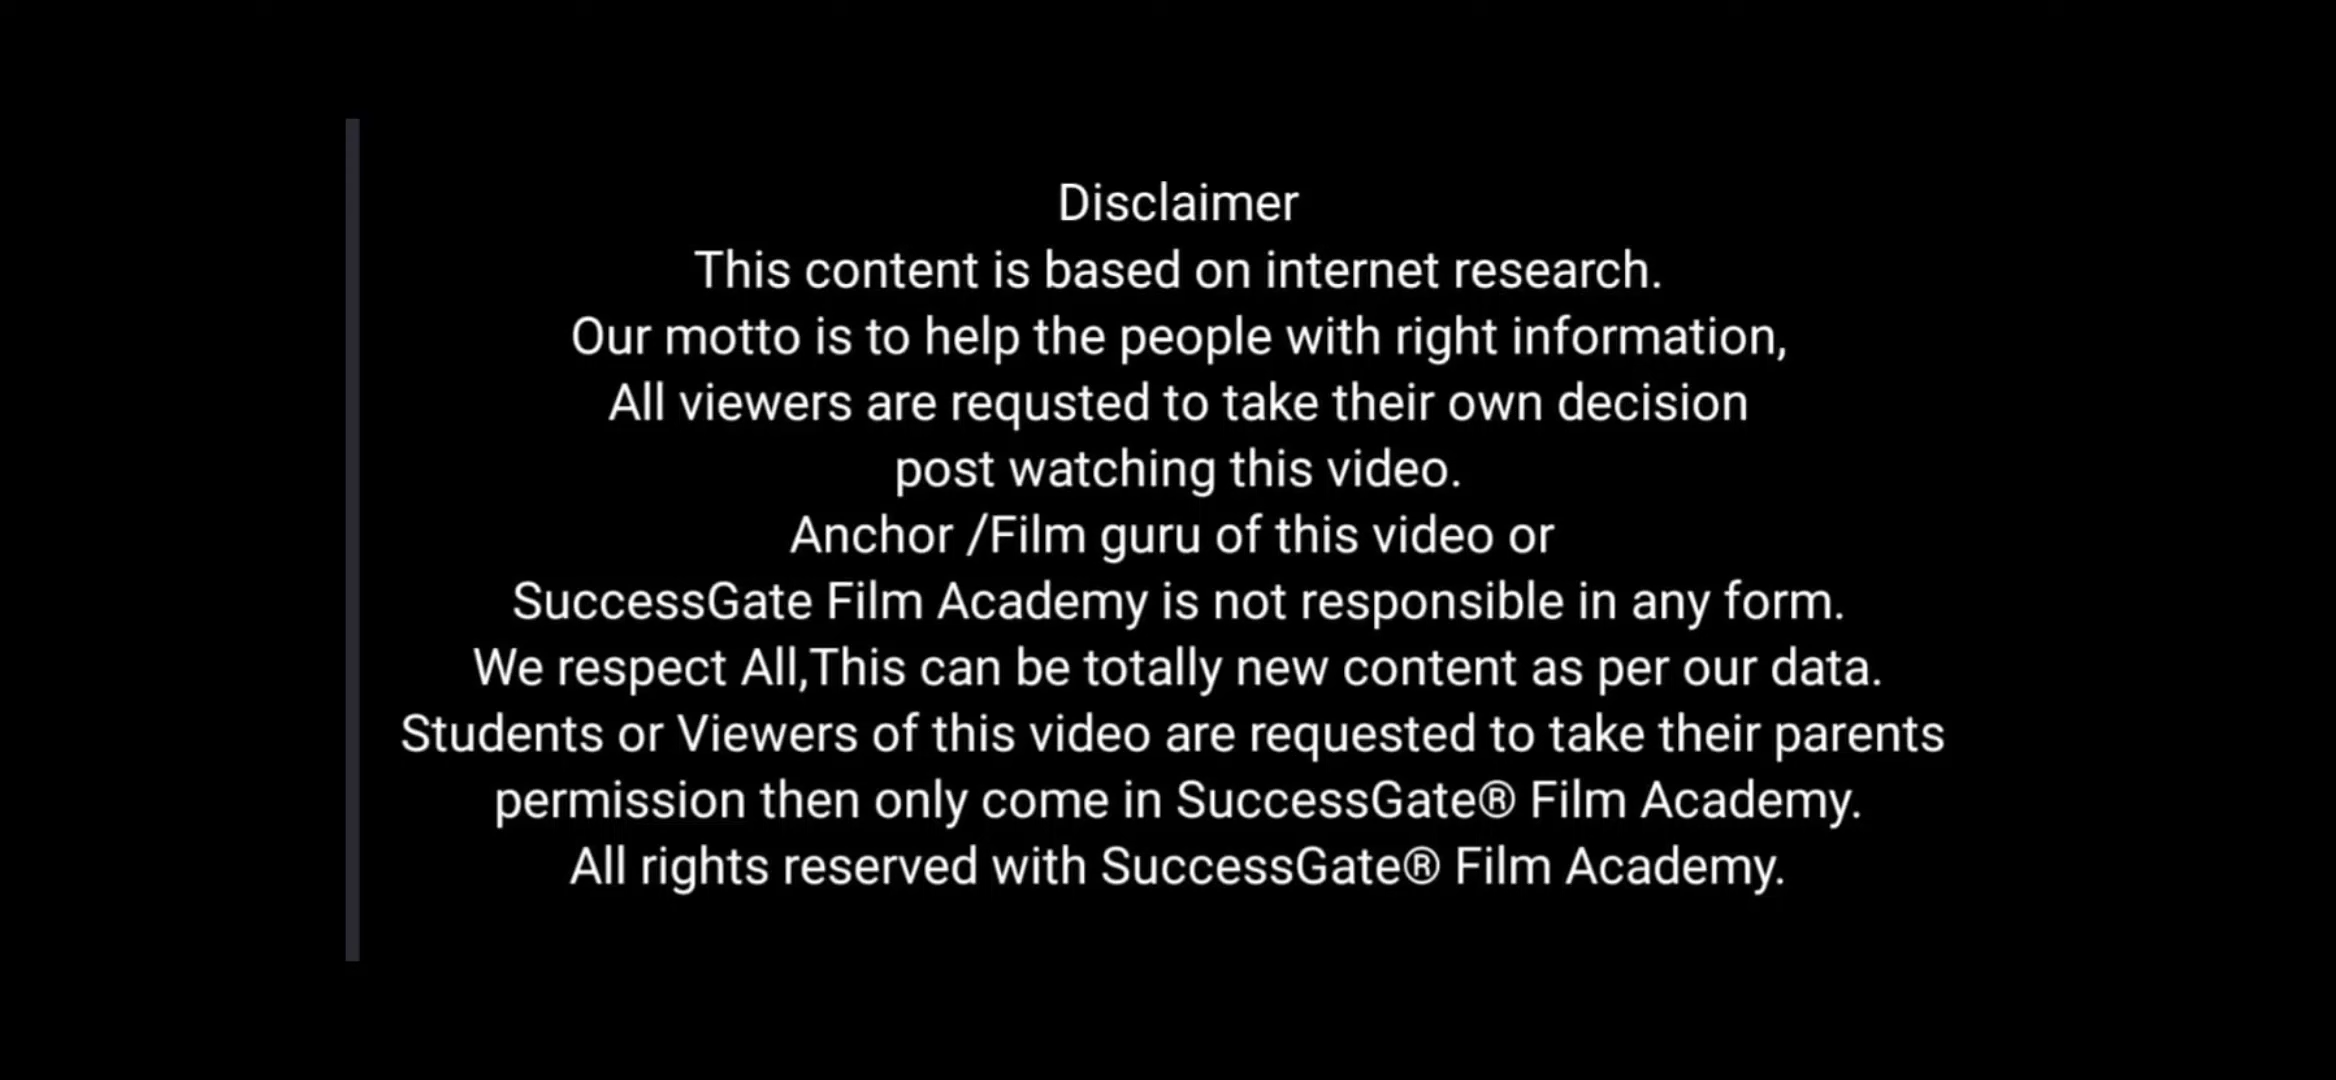 Disclaimer
This content is based on internet research.
Our motto is to help the people with right information,
All viewers are requsted to take their own decision
post watching this video.
Anchor /Film guru of this video or
SuccessGate Film Academy is not responsible in any form.
We respect All,This can be totally new content as per our data.
Students or Viewers of this video are requested to take their parents
permission then only come in SuccessGate® Film Academy.
All rights reserved with SuccessGate® Film Academy.